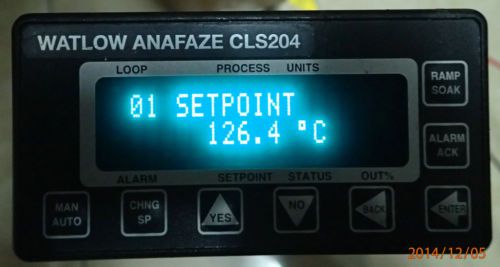 WATLOW ANAFAZE CLS204
LOOP PROCESS UNITS
RAMP
SOAK
01 SETPOINT
126.4 °C
ALARM
ACK
ALARM SETPOINT STATUS OUT%
MAN
AUTO
CHNG
SP
YES
NO
BACK
ENTER
2014/12/05